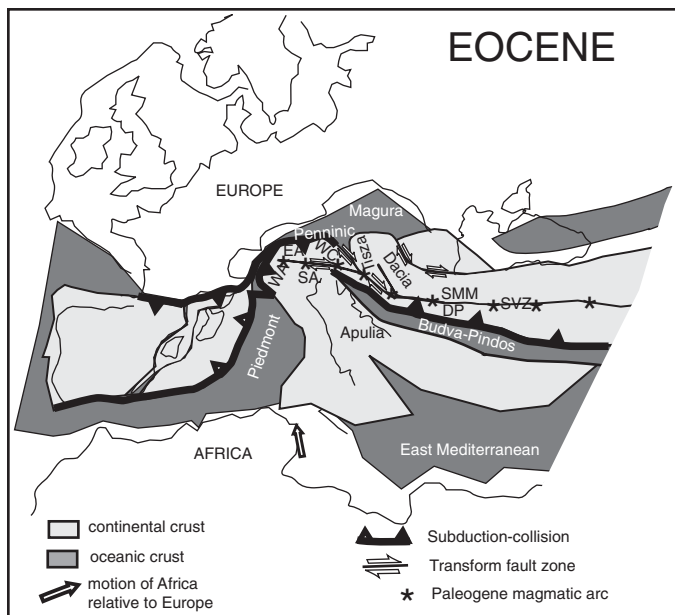 EOCENE
EUROPE
Magura
Penninic
EA
WC
Tisza
Dacia
WA
SA
SMM
DP
SVZ
Budva-Pindos
Apulia
Piedmont
AFRICA
East Mediterranean
continental crust
oceanic crust
motion of Africa
relative to Europe
Subduction-collision
Transform fault zone
Paleogene magmatic arc